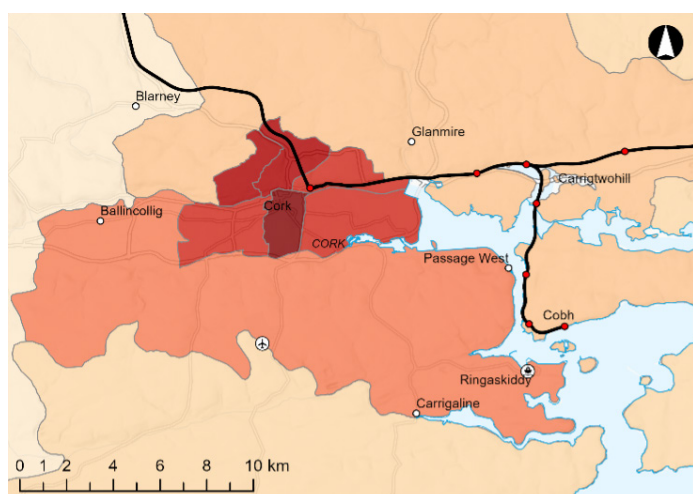 Blarney
Glanmire
Carrigtwohill
Ballincollig
Cork
CORK
Passage West
Cobh
Ringaskiddy
Carrigaline
0 1 2 4 6 8 10 km